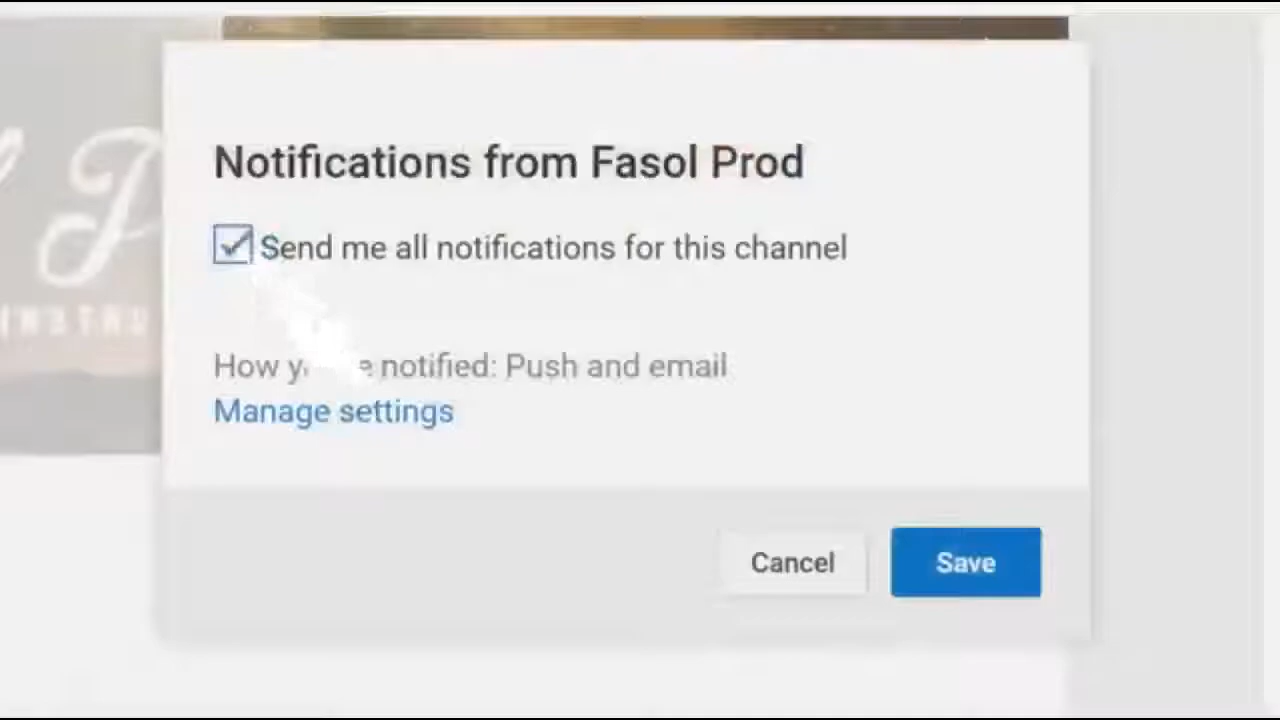 Notifications from Fasol Prod
Send me all notifications for this channel
How notified: Push and email
Manage settings
Cancel
Save